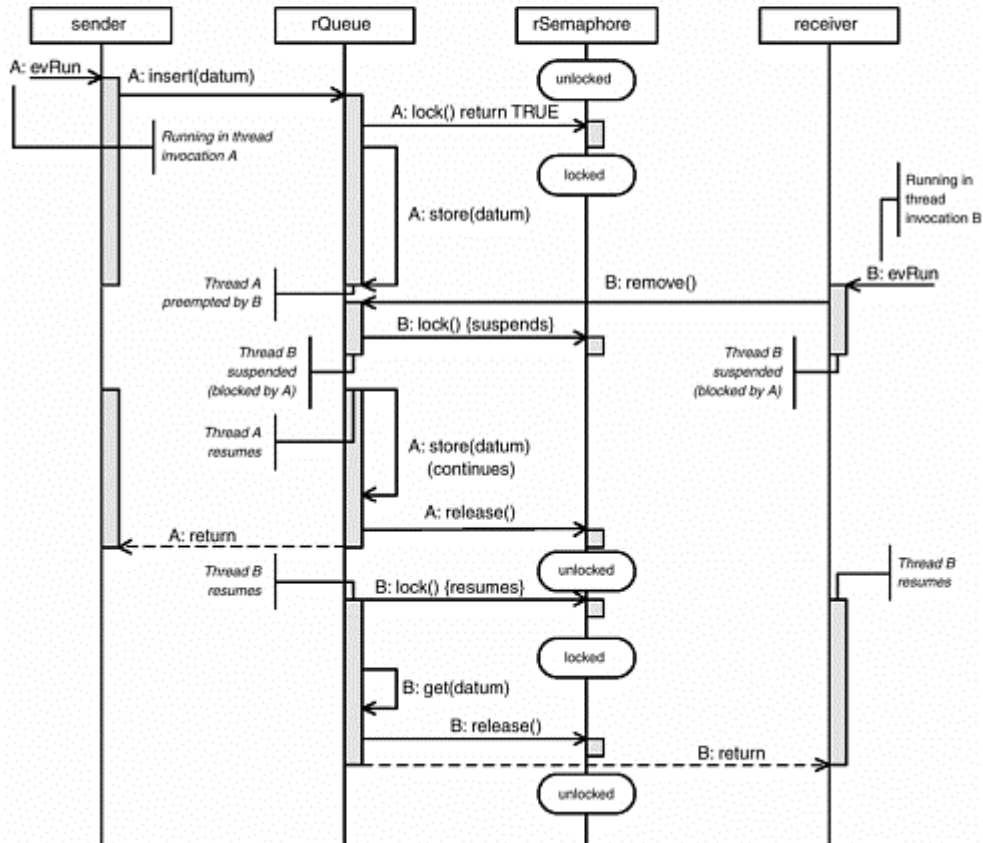 sender
rQueue
rSemaphore
receiver
A: evRun
A: insert(datum)
unlocked
A: lock() return TRUE
Running in thread
invocation A
locked
Running in
thread
invocation B
A: store(datum)
Thread A
preempted by B
B: remove()
B: evRun
B: lock() {suspends}
Thread B
suspended
(blocked by A)
Thread B
suspended
(blocked by A)
Thread A
resumes
A: store(datum)
(continues)
A: release()
A: return
Thread B
resumes
unlocked
Thread B
resumes
B: lock() {resumes}
locked
B: get(datum)
B: release()
B: return
unlocked